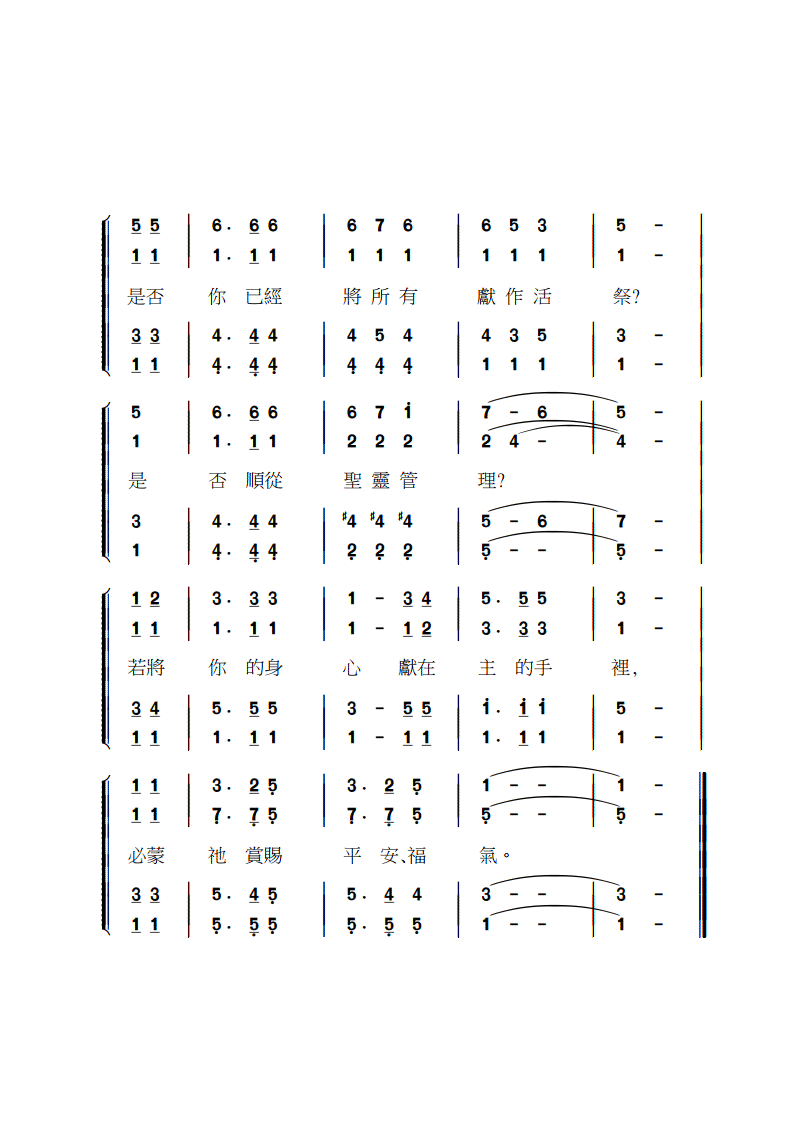 5 5 | 6 . 6 6 | 6 7 6 | 6 5 3 | 5 - |
1 1 | 1 . 1 1 | 1 1 1 | 1 1 1 | 1 - |
是否 你 已經 將所有 獻作活 祭?
3 3 | 4 . 4 4 | 4 5 4 | 4 3 5 | 3 - |
1 1 | 4 . 4 4 | 4 4 4 | 1 1 1 | 1 - |
5 | 6 . 6 6 | 6 7 1 | 7 - 6 | 5 - |
1 | 1 . 1 1 | 2 2 2 | 2 4 - | 4 - |
是 否 順從 聖靈管 理?
3 | 4 . 4 4 | ♯4 ♯4 ♯4 | 5 - 6 | 7 - |
1 | 4 . 4 4 | 2 2 2 | 5 - - | 5 - |
1 2 | 3 . 3 3 | 1 - 3 4 | 5 . 5 5 | 3 - |
1 1 | 1 . 1 1 | 1 - 1 2 | 3 . 3 3 | 1 - |
若將 你 的身 心 獻在 主 的手 裡,
3 4 | 5 . 5 5 | 3 - 5 5 | 1 . 1 1 | 5 - |
1 1 | 1 . 1 1 | 1 - 1 1 | 1 . 1 1 | 1 - |
1 1 | 3 . 2 5 | 3 . 2 5 | 1 - - | 1 - |
1 1 | 7 . 7 5 | 7 . 7 5 | 5 - - | 5 - |
必蒙 祂 賞賜 平 安、福 氣。
3 3 | 5 . 4 5 | 5 . 4 4 | 3 - - | 3 - |
1 1 | 5 . 5 5 | 5 . 5 5 | 1 - - | 1 - |